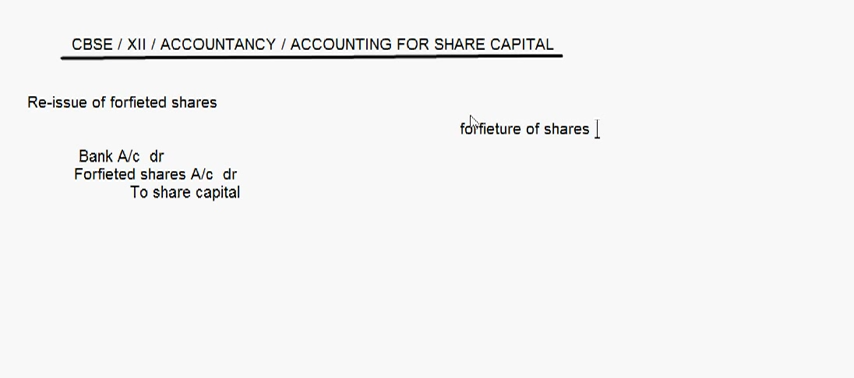 CBSE / XII / ACCOUNTANCY / ACCOUNTING FOR SHARE CAPITAL
Re-issue of forfieted shares
forfieture of shares
Bank A/c dr
Forfieted shares A/c dr
To share capital